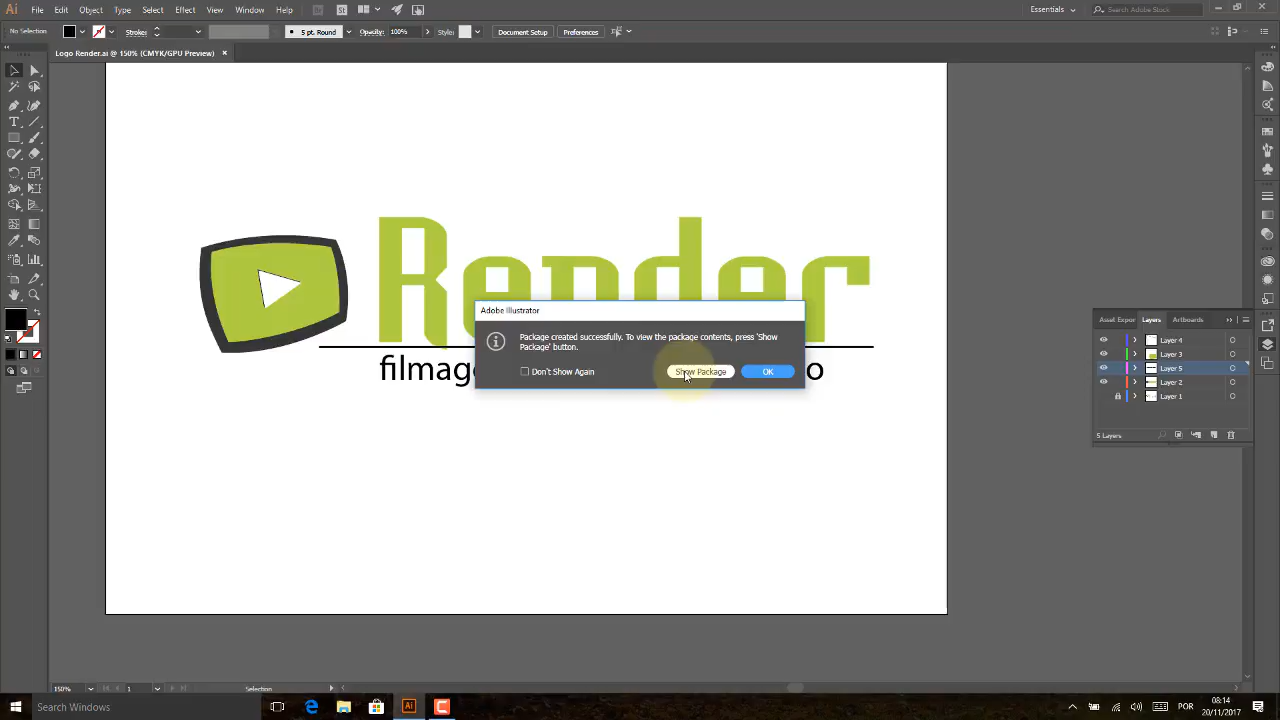 Ai File Edit Object Type Select Effect View Window Help Br St Essentials Search Adobe Stock
No Selection Stroke: 5 pt. Round Opacity: 100% Style: Document Setup Preferences
Logo Render.ai @ 150% (CMYK/GPU Preview) ×
Render
Adobe Illustrator
Package created successfully. To view the package contents, press 'Show
Package' button.
Don't Show Again Show Package OK
filmage
o
Asset Expor Layers Artboards
Layer 4
Layer 3
Layer 5
Layer 2
Layer 1
5 Layers
150% 1 Selection
Search Windows
Ai
POR
08:14
20/11/2017